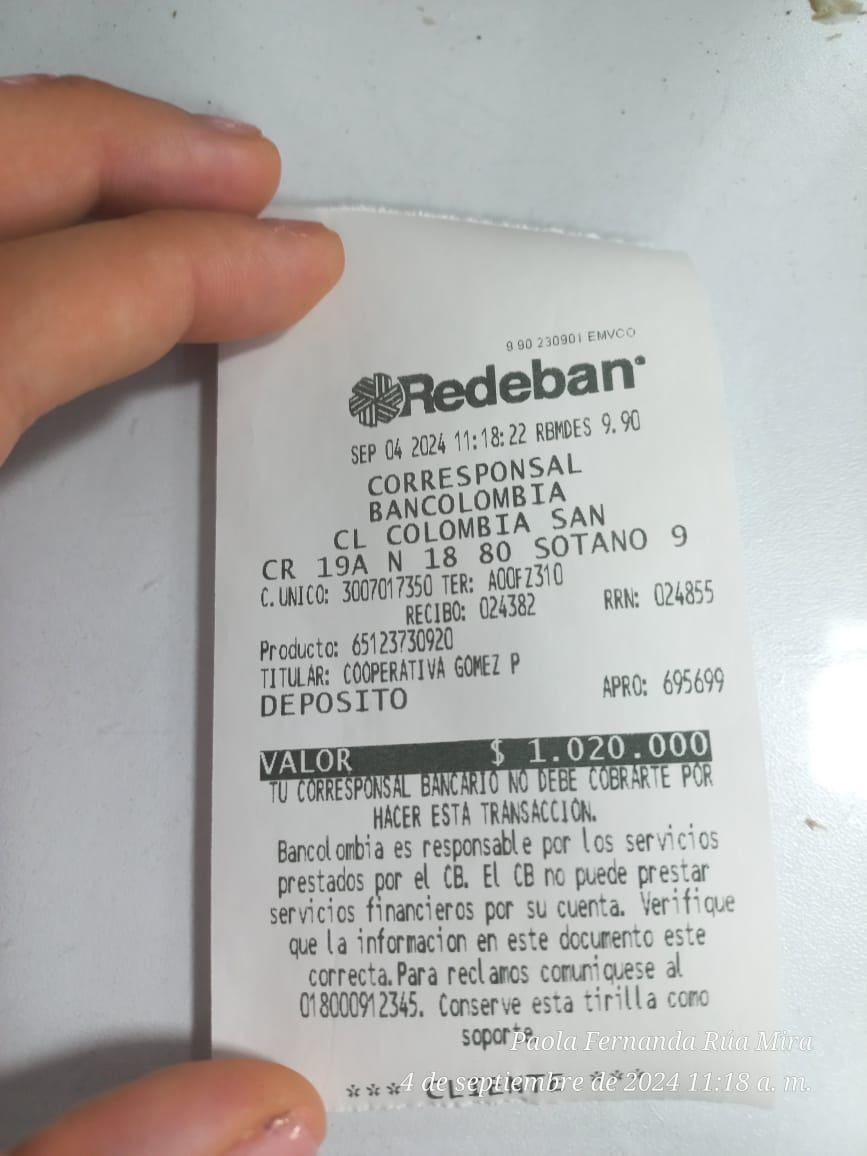 9.90 230901 EMVCO
Redeban
SEP 04 2024 11:18:22 RBMDES 9.90
CORRESPONSAL
BANCOLOMBIA
CL COLOMBIA SAN
CR 19A N 18 80 SOTANO 9
C.UNICO: 3007017350 TER: A00FZ310
RECIBO: 024382 RRN: 024855
Producto: 65123730920
TITULAR: COOPERATIVA GOMEZ P
DEPOSITO APRO: 695699
VALOR $ 1.020.000
TU CORRESPONSAL BANCARIO NO DEBE COBRARTE POR
HACER ESTA TRANSACCIÓN.
Bancolombia es responsable por los servicios
prestados por el CB. El CB no puede prestar
servicios financieros por su cuenta. Verifique
que la informacion en este documento este
correcta.Para reclamos comuniquese al
018000912345. Conserve esta tirilla como
soporte
Paola Fernanda Rúa Mira
*** CLIENTE ***
4 de septiembre de 2024 11:18 a. m.